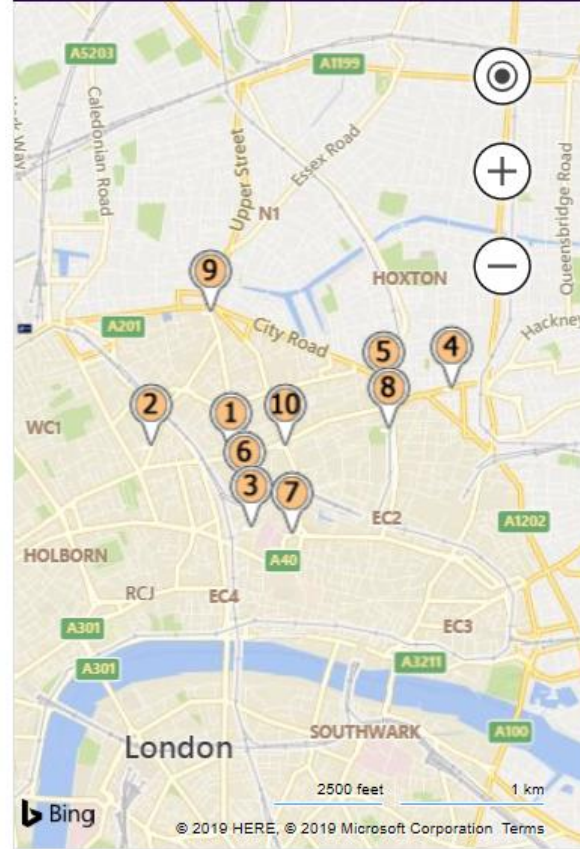 A5203
A1199
Caledonian Road
Upper Street
Essex Road
Queensbridge Road
N1
9
HOXTON
A201
City Road
Hackney
5
4
8
2
1
10
WC1
6
3
7
EC2
A1202
HOLBORN
A40
RCJ
EC4
A301
EC3
A301
A3211
SOUTHWARK
A100
London
2500 feet
1 km
Bing
© 2019 HERE, © 2019 Microsoft Corporation Terms